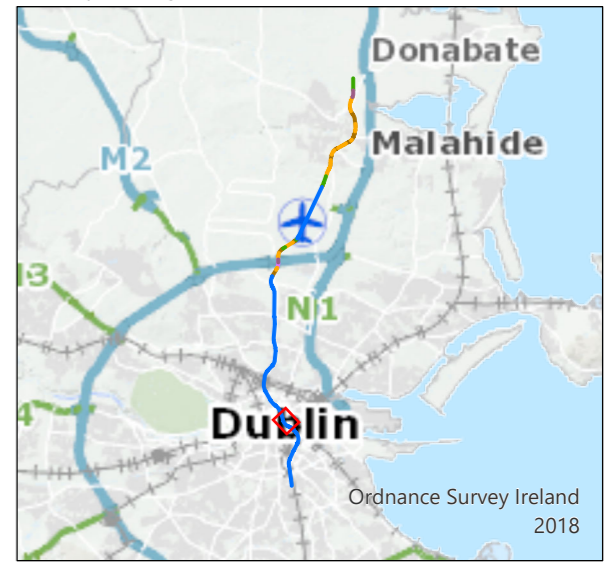 Donabate
Malahide
M2
N1
Dublin
Ordnance Survey Ireland
2018